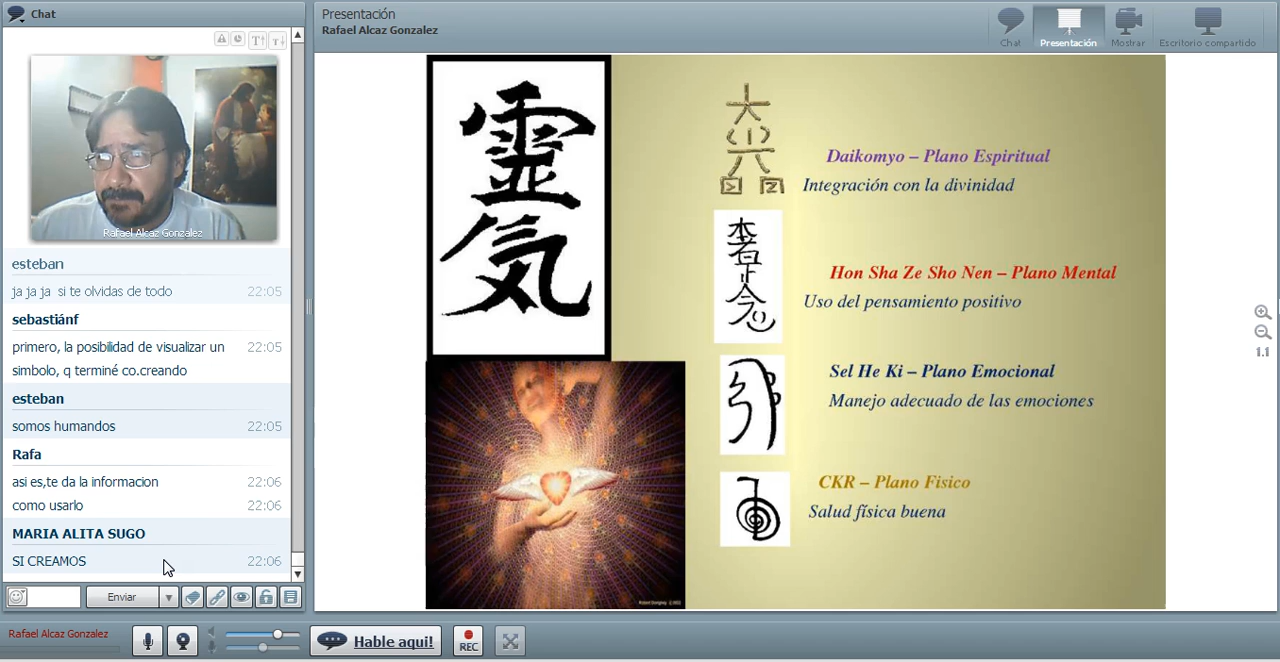 Chat
Rafael Alcaz Gonzalez
esteban
ja ja ja si te olvidas de todo 22:05
sebastiánf
primero, la posibilidad de visualizar un 22:05
simbolo, q terminé co.creando
esteban
somos humandos 22:05
Rafa
asi es,te da la informacion 22:06
como usarlo 22:06
MARIA ALITA SUGO
SI CREAMOS 22:06
Enviar
Presentación
Rafael Alcaz Gonzalez
Chat
Presentación
Mostrar
Escritorio compartido
靈
気
Daikomyo – Plano Espiritual
Integración con la divinidad
Hon Sha Ze Sho Nen – Plano Mental
Uso del pensamiento positivo
Sel He Ki – Plano Emocional
Manejo adecuado de las emociones
CKR – Plano Fisico
Salud física buena
1.1
Rafael Alcaz Gonzalez
Hable aqui!
REC